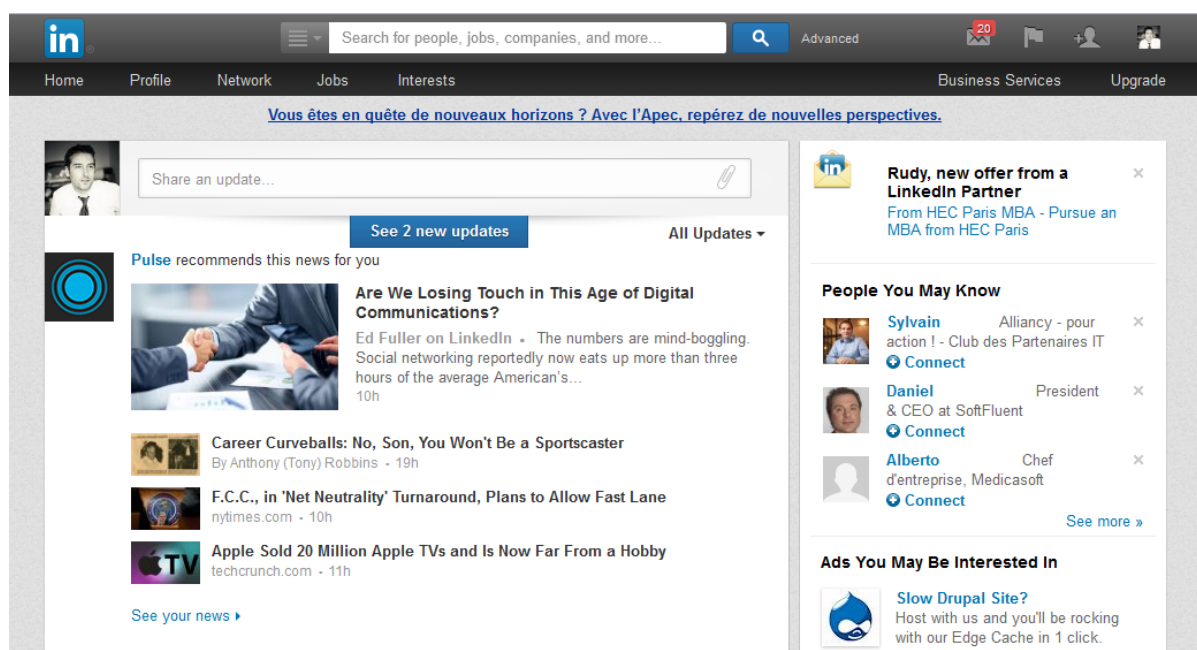 in
Search for people, jobs, companies, and more...
Advanced
20
Home Profile Network Jobs Interests Business Services Upgrade
Vous êtes en quête de nouveaux horizons ? Avec l'Apec, repérez de nouvelles perspectives.
Share an update...
See 2 new updates
All Updates
Pulse recommends this news for you
Are We Losing Touch in This Age of Digital
Communications?
Ed Fuller on LinkedIn • The numbers are mind-boggling.
Social networking reportedly now eats up more than three
hours of the average American's...
10h
Career Curveballs: No, Son, You Won't Be a Sportscaster
By Anthony (Tony) Robbins • 19h
F.C.C., in 'Net Neutrality' Turnaround, Plans to Allow Fast Lane
nytimes.com • 10h
tv
Apple Sold 20 Million Apple TVs and Is Now Far From a Hobby
techcrunch.com • 11h
See your news
in
Rudy, new offer from a
LinkedIn Partner
From HEC Paris MBA - Pursue an
MBA from HEC Paris
People You May Know
Sylvain Alliancy - pour
action ! - Club des Partenaires IT
Connect
Daniel President
& CEO at SoftFluent
Connect
Alberto Chef
d'entreprise, Medicasoft
Connect
See more »
Ads You May Be Interested In
Slow Drupal Site?
Host with us and you'll be rocking
with our Edge Cache in 1 click.